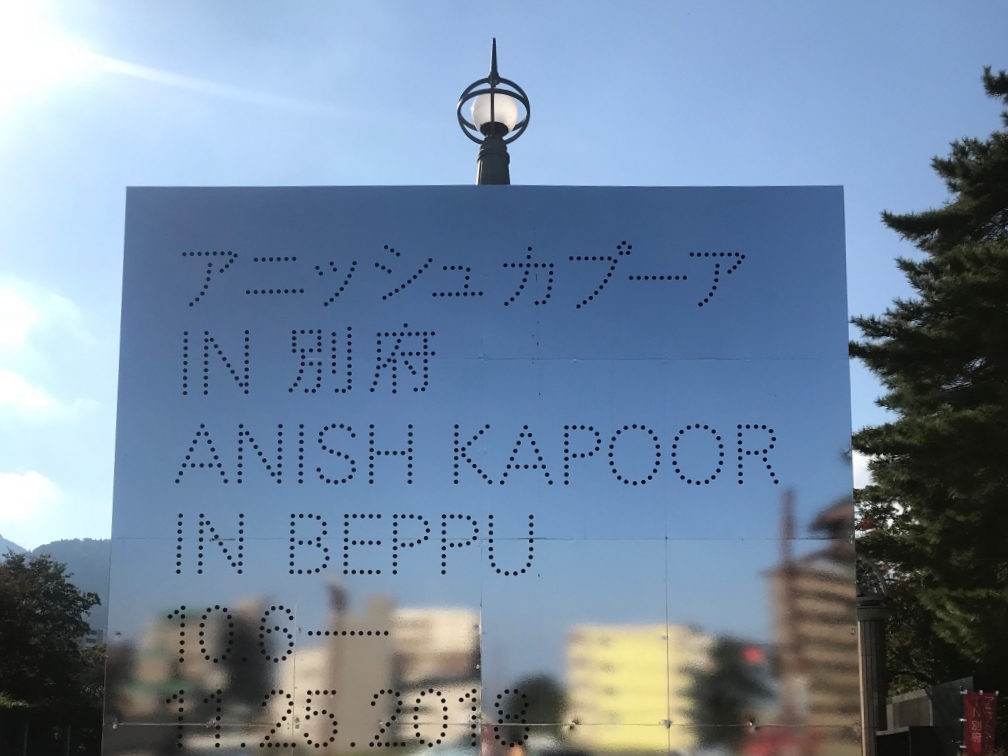 アニッシュ カプーア
IN 別府
ANISH KAPOOR
IN BEPPU
10.6—
11.25.2018